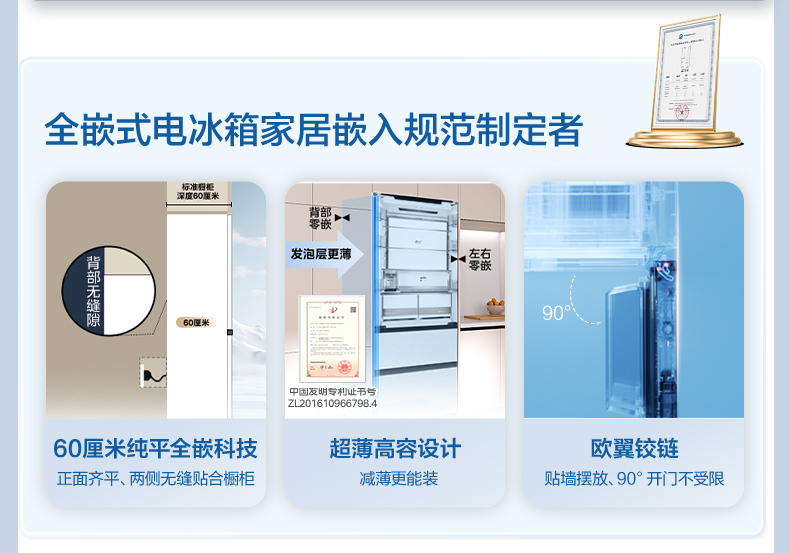 全嵌式电冰箱家居嵌入规范制定者
标准橱柜
深度60厘米
背部无缝隙
60厘米
60厘米纯平全嵌科技
正面齐平、两侧无缝贴合橱柜
背部
零嵌
发泡层更薄
左右
零嵌
中国发明专利证书号
ZL201610966798.4
超薄高容设计
减薄更能装
90°
欧翼铰链
贴墙摆放、90° 开门不受限